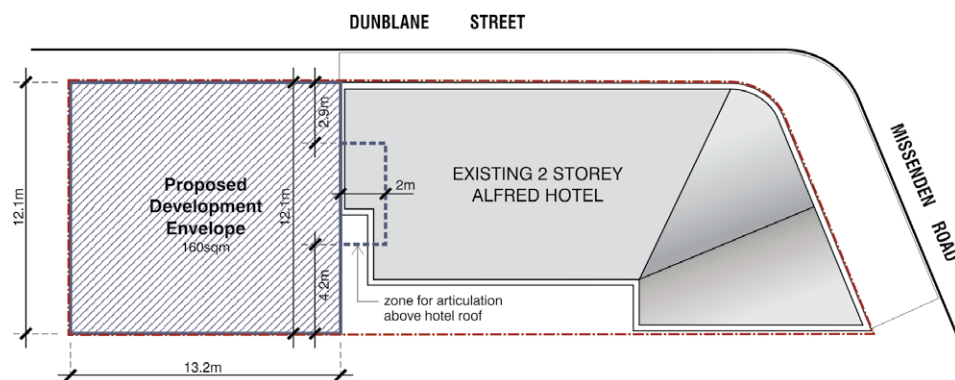 DUNBLANE STREET
MISSENDEN ROAD
12.1m
2.9m
2m
EXISTING 2 STOREY
ALFRED HOTEL
Proposed
Development
Envelope
160sqm
12.1m
4.2m
zone for articulation
above hotel roof
13.2m